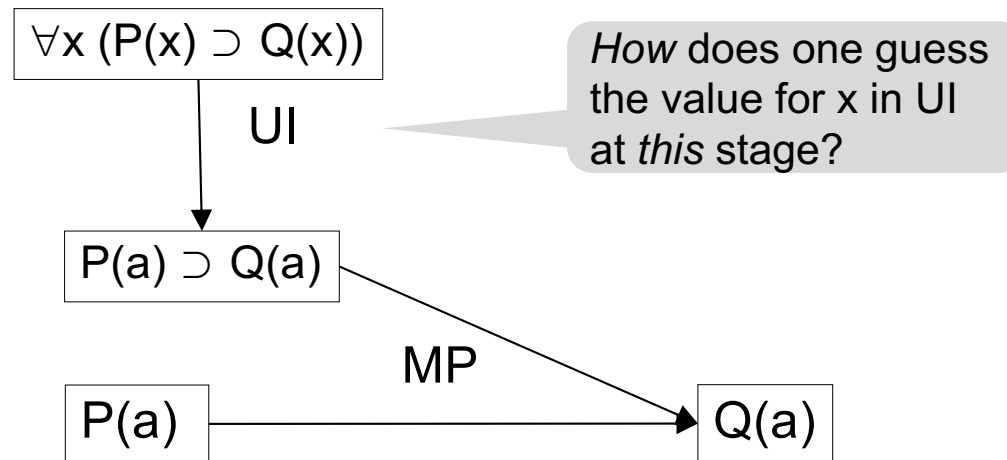 ∀x (P(x) ⊃ Q(x))
How does one guess
the value for x in UI
at this stage?
UI
P(a) ⊃ Q(a)
MP
P(a)
Q(a)